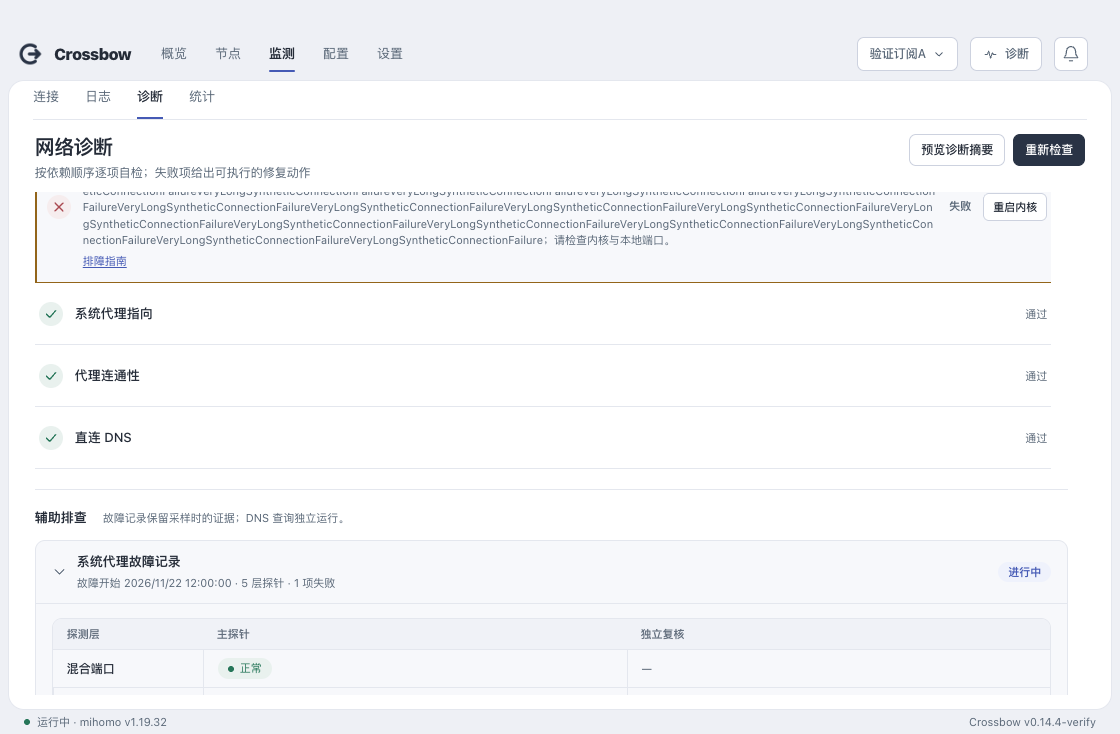 Crossbow
概览
节点
监测
配置
设置
验证订阅A
诊断
连接
日志
诊断
统计
网络诊断
按依赖顺序逐项自检；失败项给出可执行的修复动作
预览诊断摘要
重新检查
eticConnectionFailureVeryLongSyntheticConnectionFailureVeryLongSyntheticConnectionFailureVeryLongSyntheticConnectionFailureVeryLongSyntheticConnection
FailureVeryLongSyntheticConnectionFailureVeryLongSyntheticConnectionFailureVeryLongSyntheticConnectionFailureVeryLongSyntheticConnectionFailureVeryLon
gSyntheticConnectionFailureVeryLongSyntheticConnectionFailureVeryLongSyntheticConnectionFailureVeryLongSyntheticConnectionFailureVeryLongSyntheticCon
nectionFailureVeryLongSyntheticConnectionFailureVeryLongSyntheticConnectionFailure；请检查内核与本地端口。
失败
重启内核
排障指南
系统代理指向
通过
代理连通性
通过
直连 DNS
通过
辅助排查
故障记录保留采样时的证据；DNS 查询独立运行。
系统代理故障记录
故障开始 2026/11/22 12:00:00 · 5 层探针 · 1 项失败
进行中
探测层
主探针
独立复核
混合端口
正常
—
运行中 · mihomo v1.19.32
Crossbow v0.14.4-verify